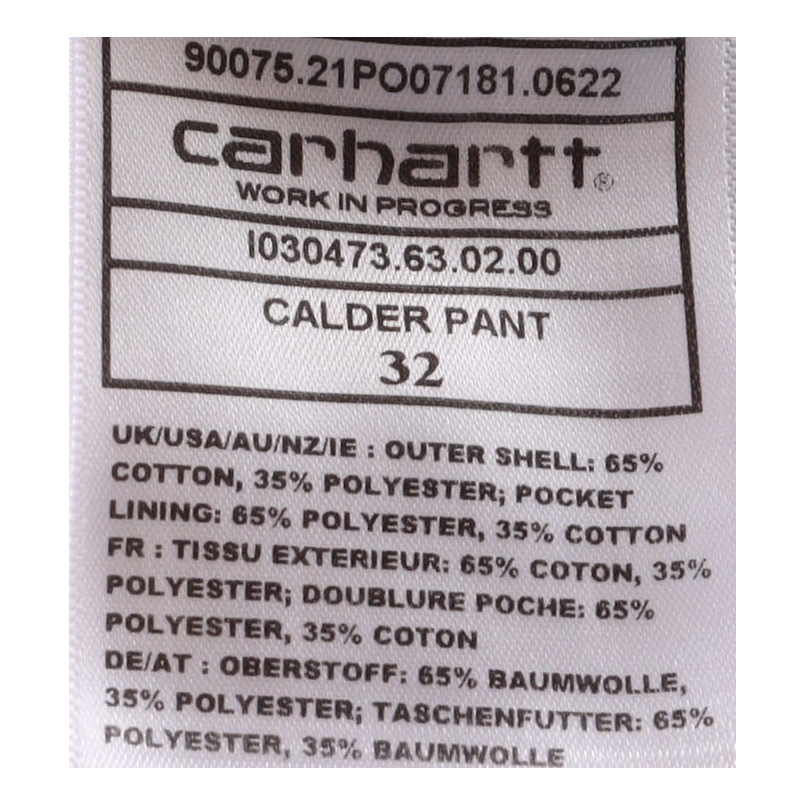 90075.21PO07181.0622
carhartt®
WORK IN PROGRESS
I030473.63.02.00
CALDER PANT
32
UK/USA/AU/NZ/IE : OUTER SHELL: 65%
COTTON, 35% POLYESTER; POCKET
LINING: 65% POLYESTER, 35% COTTON
FR : TISSU EXTERIEUR: 65% COTON, 35%
POLYESTER; DOUBLURE POCHE: 65%
POLYESTER, 35% COTON
DE/AT : OBERSTOFF: 65% BAUMWOLLE,
35% POLYESTER; TASCHENFUTTER: 65%
POLYESTER, 35% BAUMWOLLE